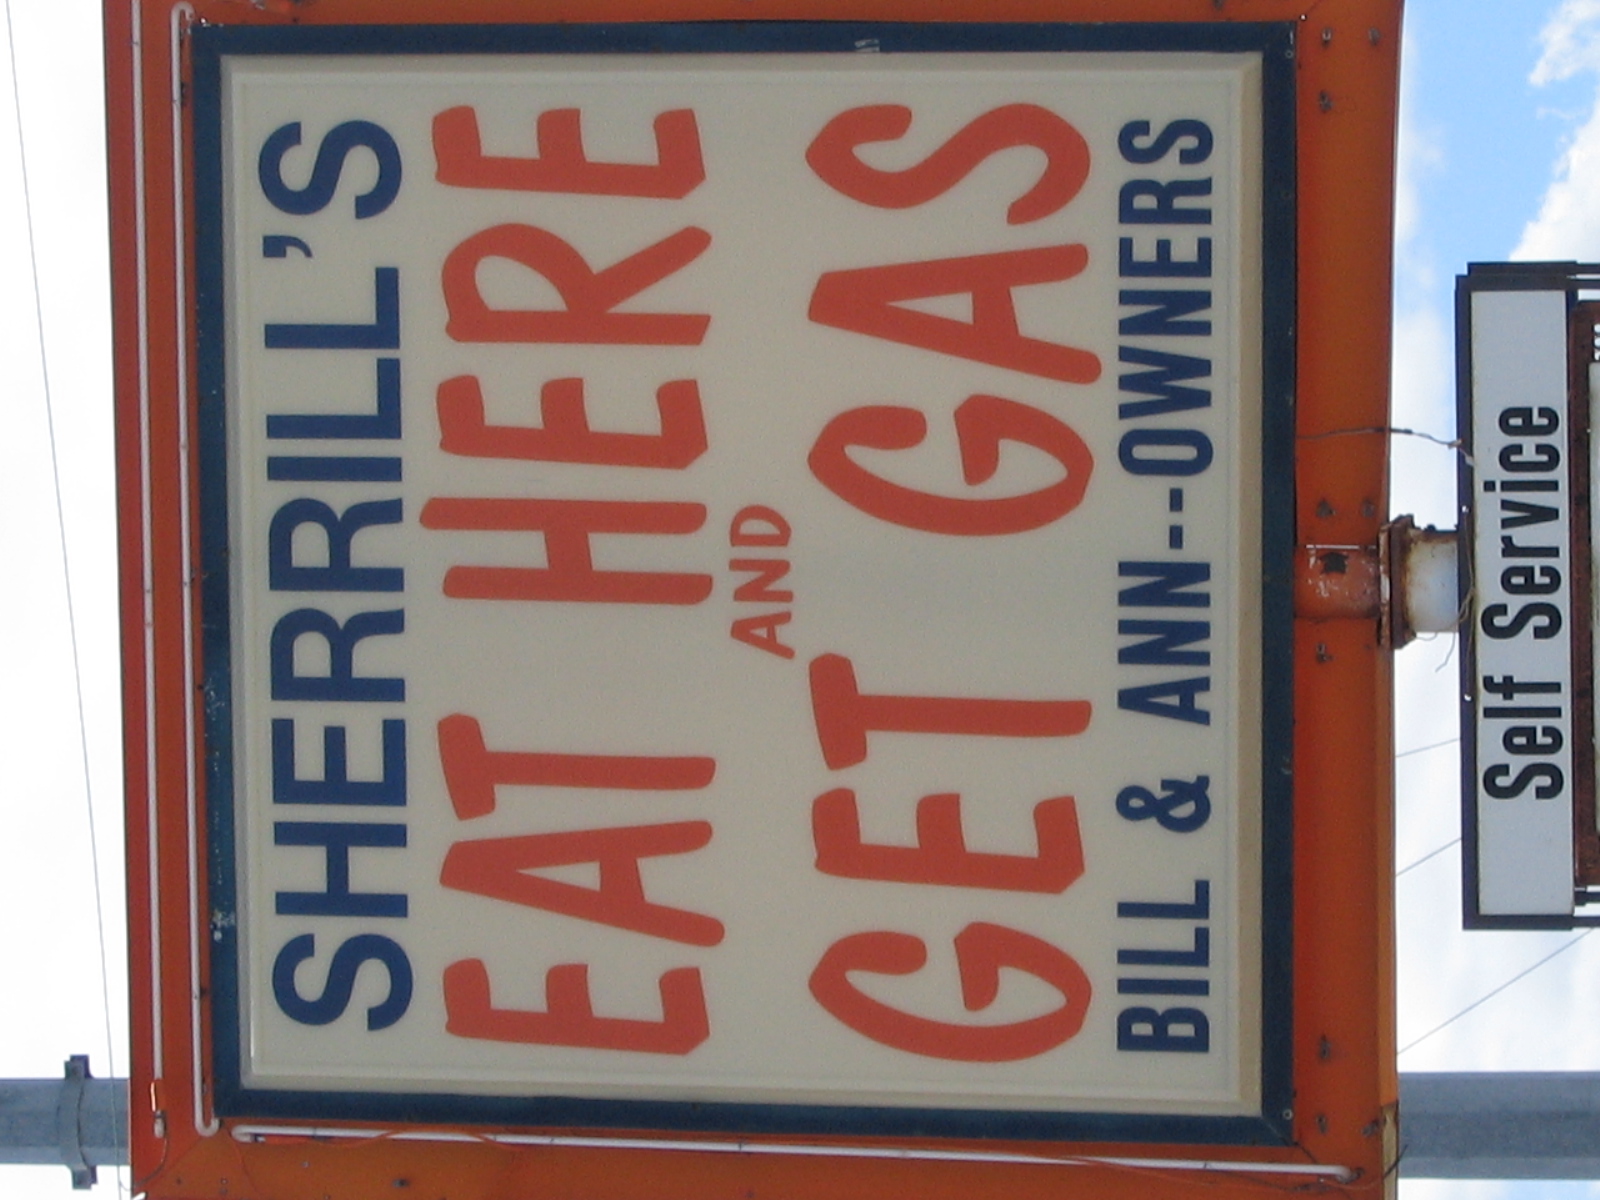 SHERRILL'S
EAT HERE
AND
GET GAS
BILL & ANN--OWNERS
Self Service